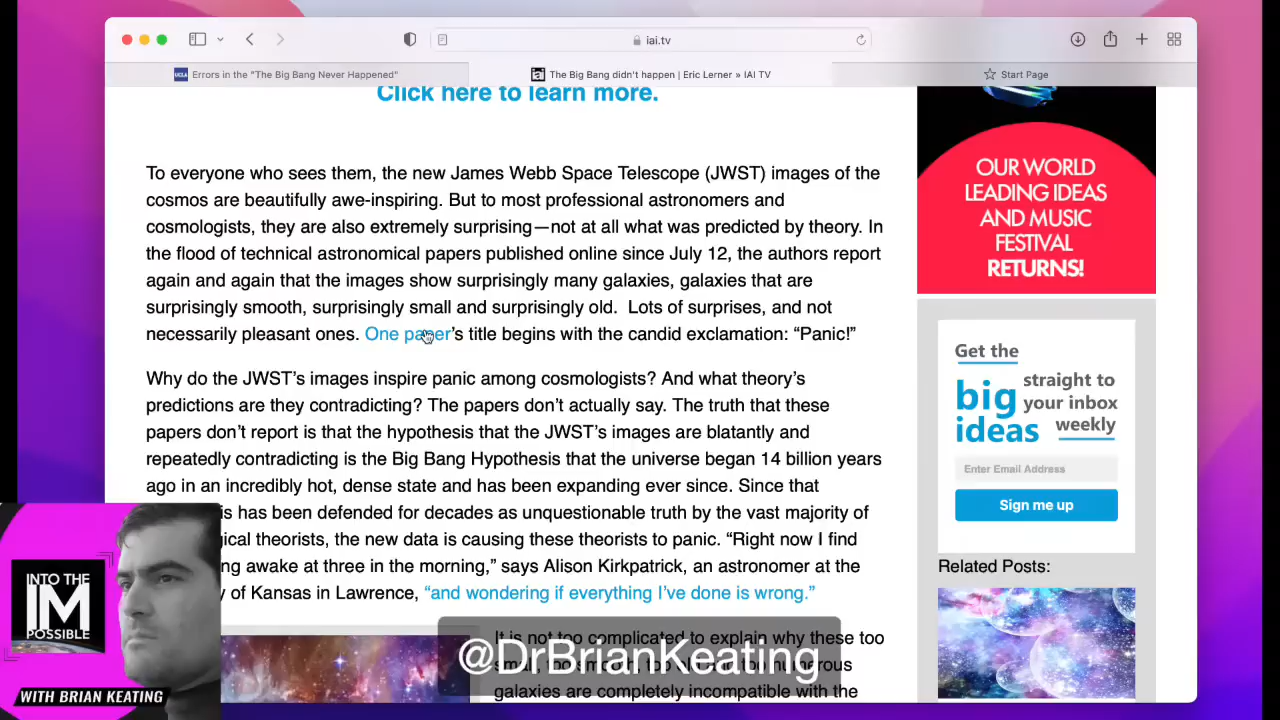 iai.tv
UCLA Errors in the "The Big Bang Never Happened"
The Big Bang didn't happen | Eric Lerner » IAI TV
Start Page
Click here to learn more.
To everyone who sees them, the new James Webb Space Telescope (JWST) images of the
cosmos are beautifully awe-inspiring. But to most professional astronomers and
cosmologists, they are also extremely surprising—not at all what was predicted by theory. In
the flood of technical astronomical papers published online since July 12, the authors report
again and again that the images show surprisingly many galaxies, galaxies that are
surprisingly smooth, surprisingly small and surprisingly old. Lots of surprises, and not
necessarily pleasant ones. One paper's title begins with the candid exclamation: “Panic!”
Why do the JWST's images inspire panic among cosmologists? And what theory's
predictions are they contradicting? The papers don't actually say. The truth that these
papers don't report is that the hypothesis that the JWST's images are blatantly and
repeatedly contradicting is the Big Bang Hypothesis that the universe began 14 billion years
ago in an incredibly hot, dense state and has been expanding ever since. Since that
is has been defended for decades as unquestionable truth by the vast majority of
gical theorists, the new data is causing these theorists to panic. “Right now I find
ng awake at three in the morning,” says Alison Kirkpatrick, an astronomer at the
y of Kansas in Lawrence, “and wondering if everything I've done is wrong.”
It is not too complicated to explain why these too
small, too smooth, too old and too numerous
galaxies are completely incompatible with the
OUR WORLD
LEADING IDEAS
AND MUSIC
FESTIVAL
RETURNS!
Get the
big
ideas
straight to
your inbox
weekly
Enter Email Address
Sign me up
Related Posts:
INTO THE
IM
POSSIBLE
WITH BRIAN KEATING
@DrBrianKeating